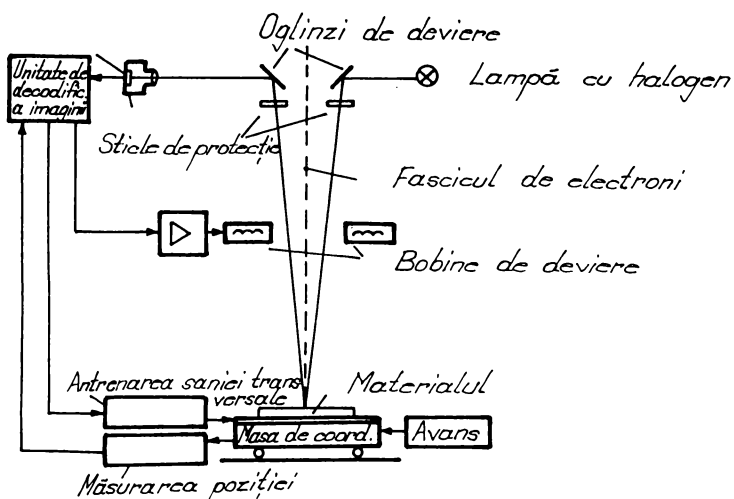 Oglinzi de deviere
Unitate de
decodific.
a imaginii
Lampă cu halogen
Sticle de protecție
Fascicul de electroni
Bobine de deviere
Antrenarea saniei trans
versale
Materialul
Masa de coord.
Avans
Măsurarea poziției